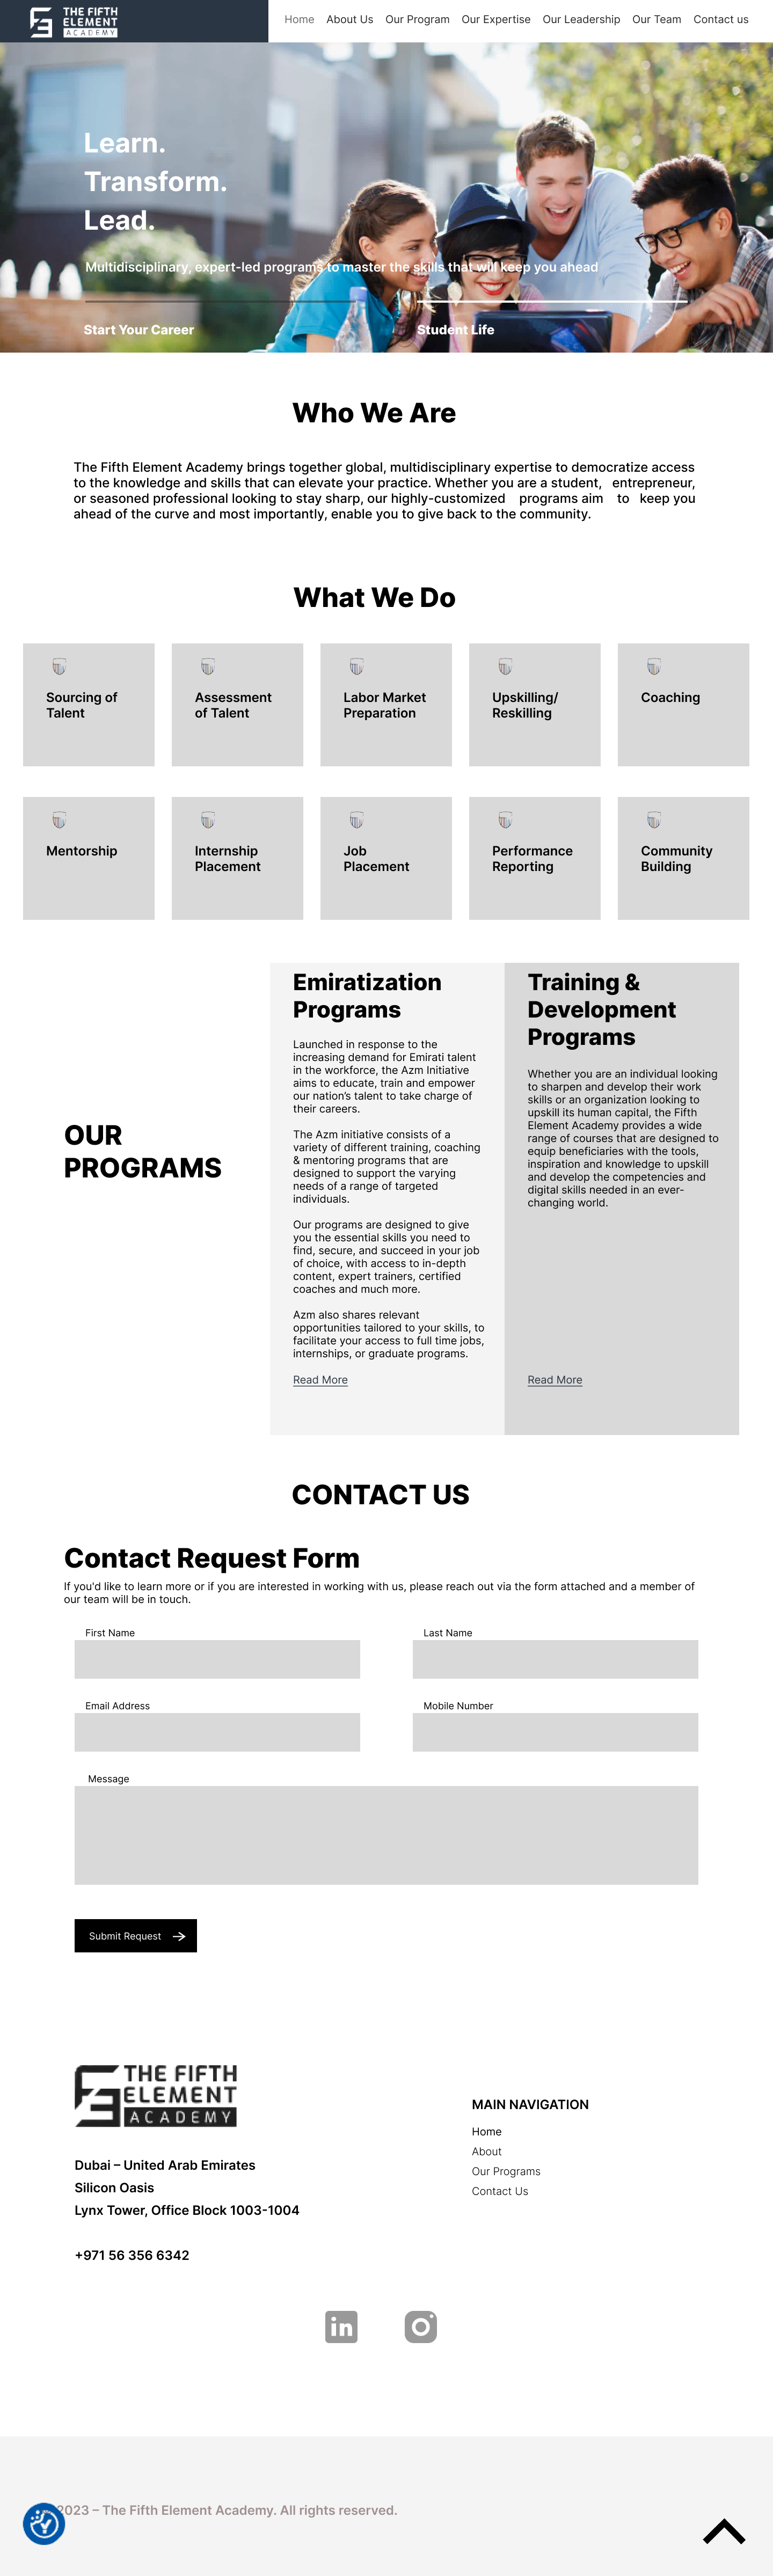 THE FIFTH
ELEMENT
ACADEMY
Home About Us Our Program Our Expertise Our Leadership Our Team Contact us
Learn.
Transform.
Lead.
Multidisciplinary, expert-led programs to master the skills that will keep you ahead
Start Your Career
Student Life
Who We Are
The Fifth Element Academy brings together global, multidisciplinary expertise to democratize access
to the knowledge and skills that can elevate your practice. Whether you are a student, entrepreneur,
or seasoned professional looking to stay sharp, our highly-customized programs aim to keep you
ahead of the curve and most importantly, enable you to give back to the community.
What We Do
Sourcing of
Talent
Assessment
of Talent
Labor Market
Preparation
Upskilling/
Reskilling
Coaching
Mentorship
Internship
Placement
Job
Placement
Performance
Reporting
Community
Building
OUR
PROGRAMS
Emiratization
Programs
Launched in response to the
increasing demand for Emirati talent
in the workforce, the Azm Initiative
aims to educate, train and empower
our nation's talent to take charge of
their careers.
The Azm initiative consists of a
variety of different training, coaching
& mentoring programs that are
designed to support the varying
needs of a range of targeted
individuals.
Our programs are designed to give
you the essential skills you need to
find, secure, and succeed in your job
of choice, with access to in-depth
content, expert trainers, certified
coaches and much more.
Azm also shares relevant
opportunities tailored to your skills, to
facilitate your access to full time jobs,
internships, or graduate programs.
Read More
Training &
Development
Programs
Whether you are an individual looking
to sharpen and develop their work
skills or an organization looking to
upskill its human capital, the Fifth
Element Academy provides a wide
range of courses that are designed to
equip beneficiaries with the tools,
inspiration and knowledge to upskill
and develop the competencies and
digital skills needed in an ever-
changing world.
Read More
CONTACT US
Contact Request Form
If you'd like to learn more or if you are interested in working with us, please reach out via the form attached and a member of
our team will be in touch.
First Name
Last Name
Email Address
Mobile Number
Message
Submit Request
THE FIFTH
ELEMENT
ACADEMY
Dubai – United Arab Emirates
Silicon Oasis
Lynx Tower, Office Block 1003-1004
+971 56 356 6342
MAIN NAVIGATION
Home
About
Our Programs
Contact Us
in
2023 – The Fifth Element Academy. All rights reserved.